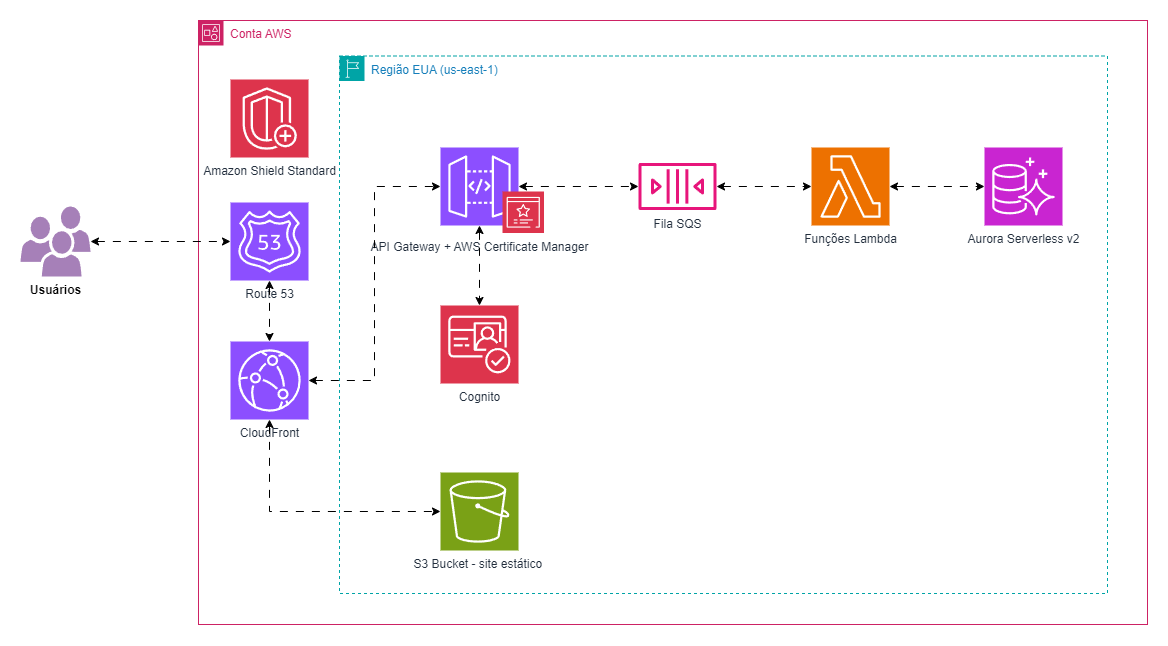 Conta AWS
Região EUA (us-east-1)
Amazon Shield Standard
53
Route 53
Usuários
CloudFront
API Gateway + AWS Certificate Manager
Fila SQS
Funções Lambda
Aurora Serverless v2
Cognito
S3 Bucket - site estático